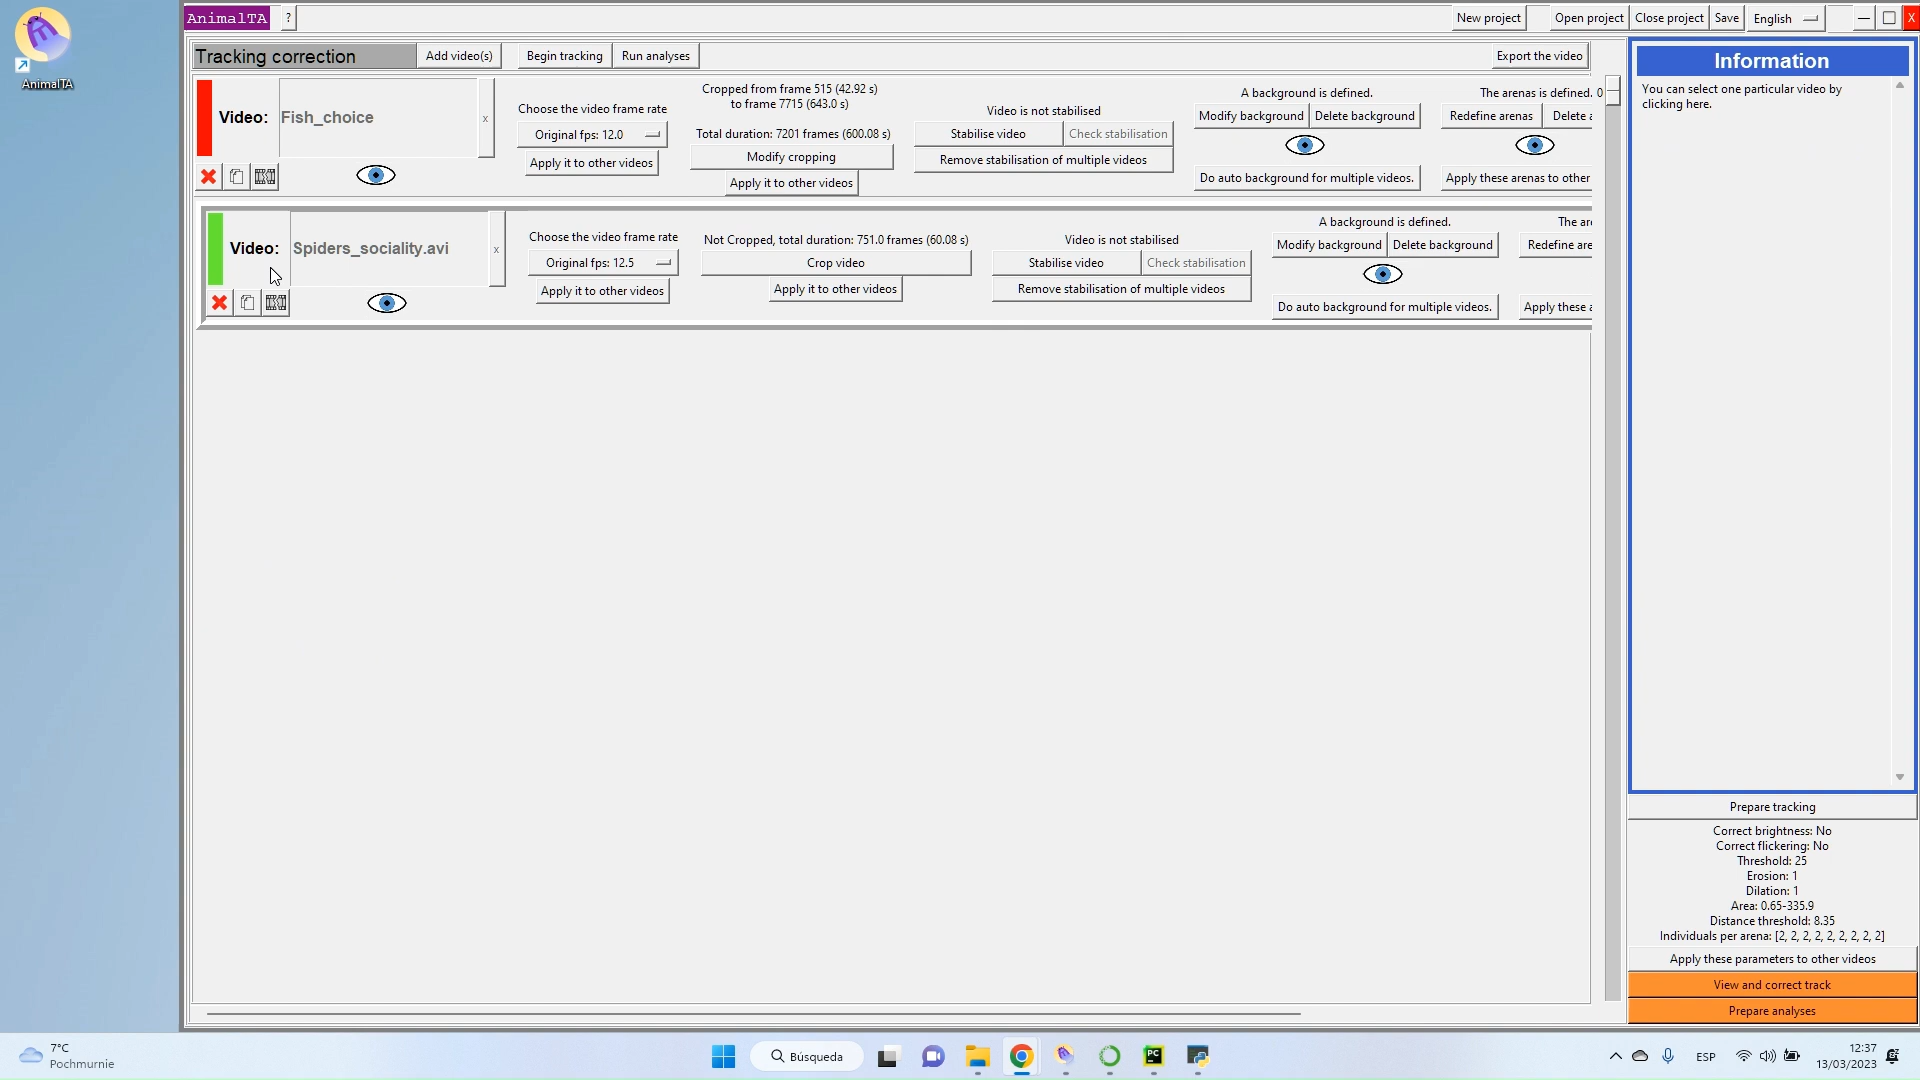 AnimalTA
AnimalTA ?
New project Open project Close project Save English X
Tracking correction Add video(s) Begin tracking Run analyses Export the video
Video: Fish_choice x
Choose the video frame rate
Original fps: 12.0
Apply it to other videos
Cropped from frame 515 (42.92 s)
to frame 7715 (643.0 s)
Total duration: 7201 frames (600.08 s)
Modify cropping
Apply it to other videos
Video is not stabilised
Stabilise video Check stabilisation
Remove stabilisation of multiple videos
A background is defined.
Modify background Delete background
Do auto background for multiple videos.
The arenas is defined. 0
Redefine arenas Delete a
Apply these arenas to other
Video: Spiders_sociality.avi x
Choose the video frame rate
Original fps: 12.5
Apply it to other videos
Not Cropped, total duration: 751.0 frames (60.08 s)
Crop video
Apply it to other videos
Video is not stabilised
Stabilise video Check stabilisation
Remove stabilisation of multiple videos
A background is defined.
Modify background Delete background
Do auto background for multiple videos.
The are
Redefine are
Apply these a
Information
You can select one particular video by
clicking here.
Prepare tracking
Correct brightness: No
Correct flickering: No
Threshold: 25
Erosion: 1
Dilation: 1
Area: 0.65-335.9
Distance threshold: 8.35
Individuals per arena: [2, 2, 2, 2, 2, 2, 2, 2, 2]
Apply these parameters to other videos
View and correct track
Prepare analyses
7°C
Pochmurnie
Búsqueda
PC
ESP
12:37
13/03/2023